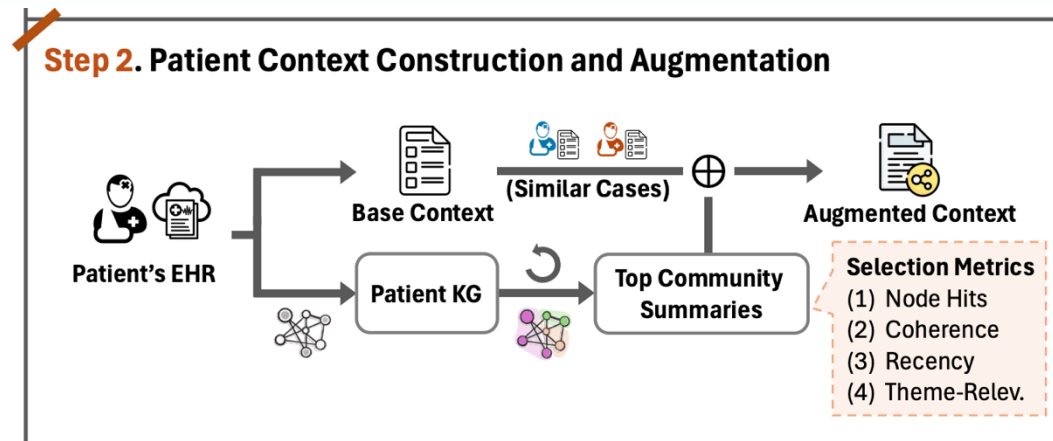 Step 2. Patient Context Construction and Augmentation
(Similar Cases)
Base Context
Augmented Context
Patient's EHR
Patient KG
Top Community
Summaries
Selection Metrics
(1) Node Hits
(2) Coherence
(3) Recency
(4) Theme-Relev.